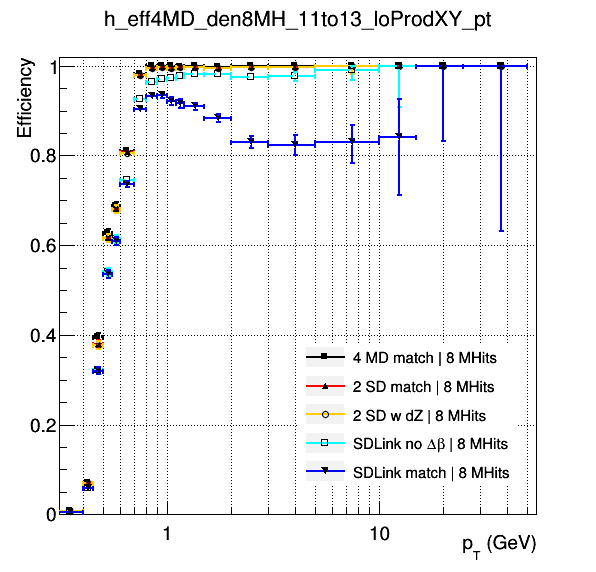 h_eff4MD_den8MH_11to13_loProdXY_pt
Efficiency
1
0.8
0.6
0.4
0.2
0
4 MD match | 8 MHits
2 SD match | 8 MHits
2 SD w dZ | 8 MHits
SDLink no Δβ | 8 MHits
SDLink match | 8 MHits
1
10
p_T (GeV)